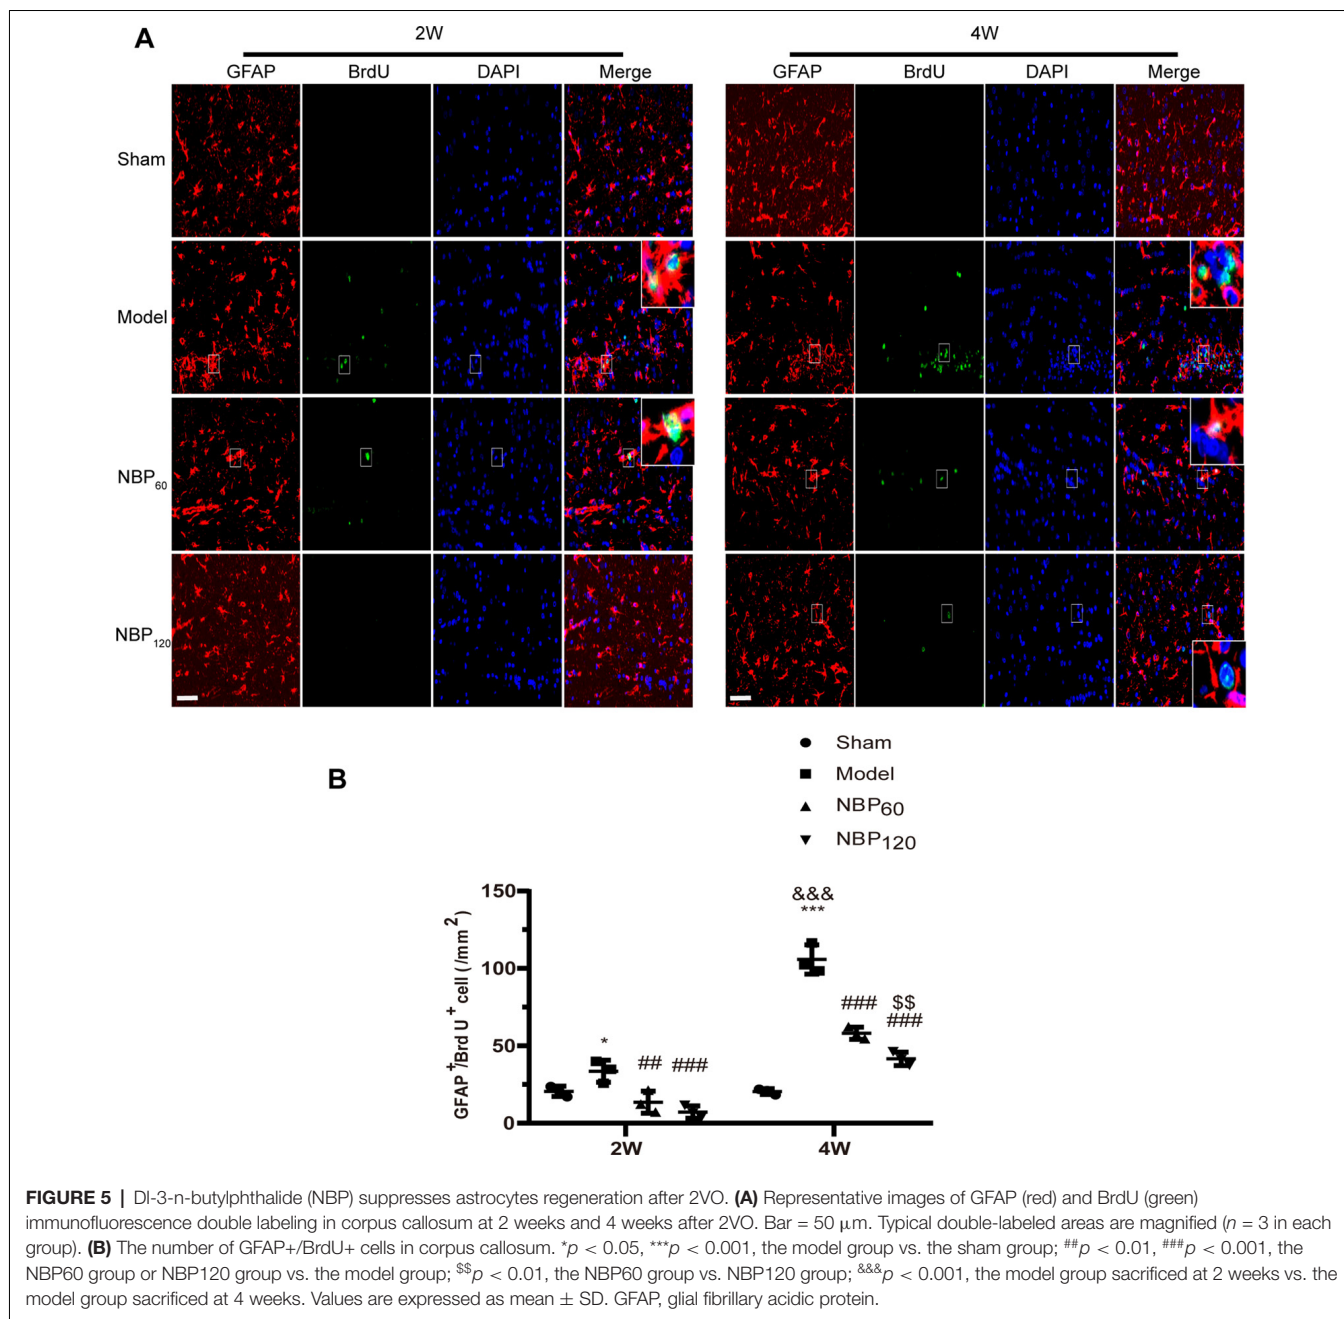 A
2W
4W
GFAP BrdU DAPI Merge
GFAP BrdU DAPI Merge
Sham
Model
NBP60
NBP120
B
Sham
Model
NBP60
NBP120
GFAP+/Brd U+ cell (/mm2)
150
100
50
0
*
##
###
&&&
***
###
$$
###
2W
4W
FIGURE 5 | Dl-3-n-butylphthalide (NBP) suppresses astrocytes regeneration after 2VO. (A) Representative images of GFAP (red) and BrdU (green)
immunofluorescence double labeling in corpus callosum at 2 weeks and 4 weeks after 2VO. Bar = 50 μm. Typical double-labeled areas are magnified (n = 3 in each
group). (B) The number of GFAP+/BrdU+ cells in corpus callosum. *p < 0.05, ***p < 0.001, the model group vs. the sham group; ##p < 0.01, ###p < 0.001, the
NBP60 group or NBP120 group vs. the model group; $$p < 0.01, the NBP60 group vs. NBP120 group; &&&p < 0.001, the model group sacrificed at 2 weeks vs. the
model group sacrificed at 4 weeks. Values are expressed as mean ± SD. GFAP, glial fibrillary acidic protein.